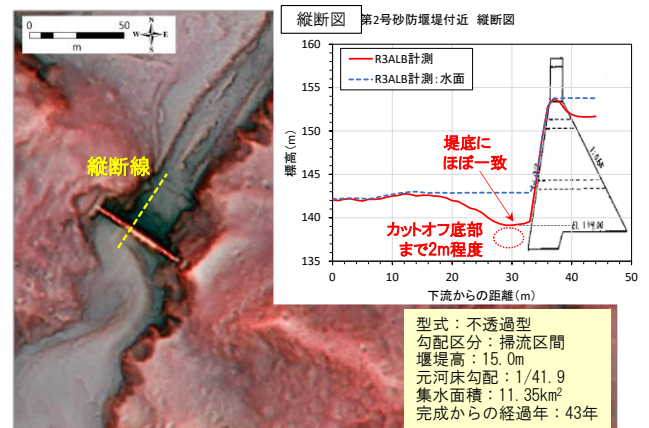 0 50
m
N
W E
S
縦断線
縦断図 第2号砂防堰堤付近 縦断図
R3ALB計測
R3ALB計測:水面
標高(m)
160
155
150
145
140
135
0 10 20 30 40 50
下流からの距離(m)
堤底に
ほぼ一致
カットオフ底部
まで2m程度
型式:不透過型
勾配区分:掃流区間
堰堤高:15.0m
元河床勾配:1/41.9
集水面積:11.35km²
完成からの経過年:43年